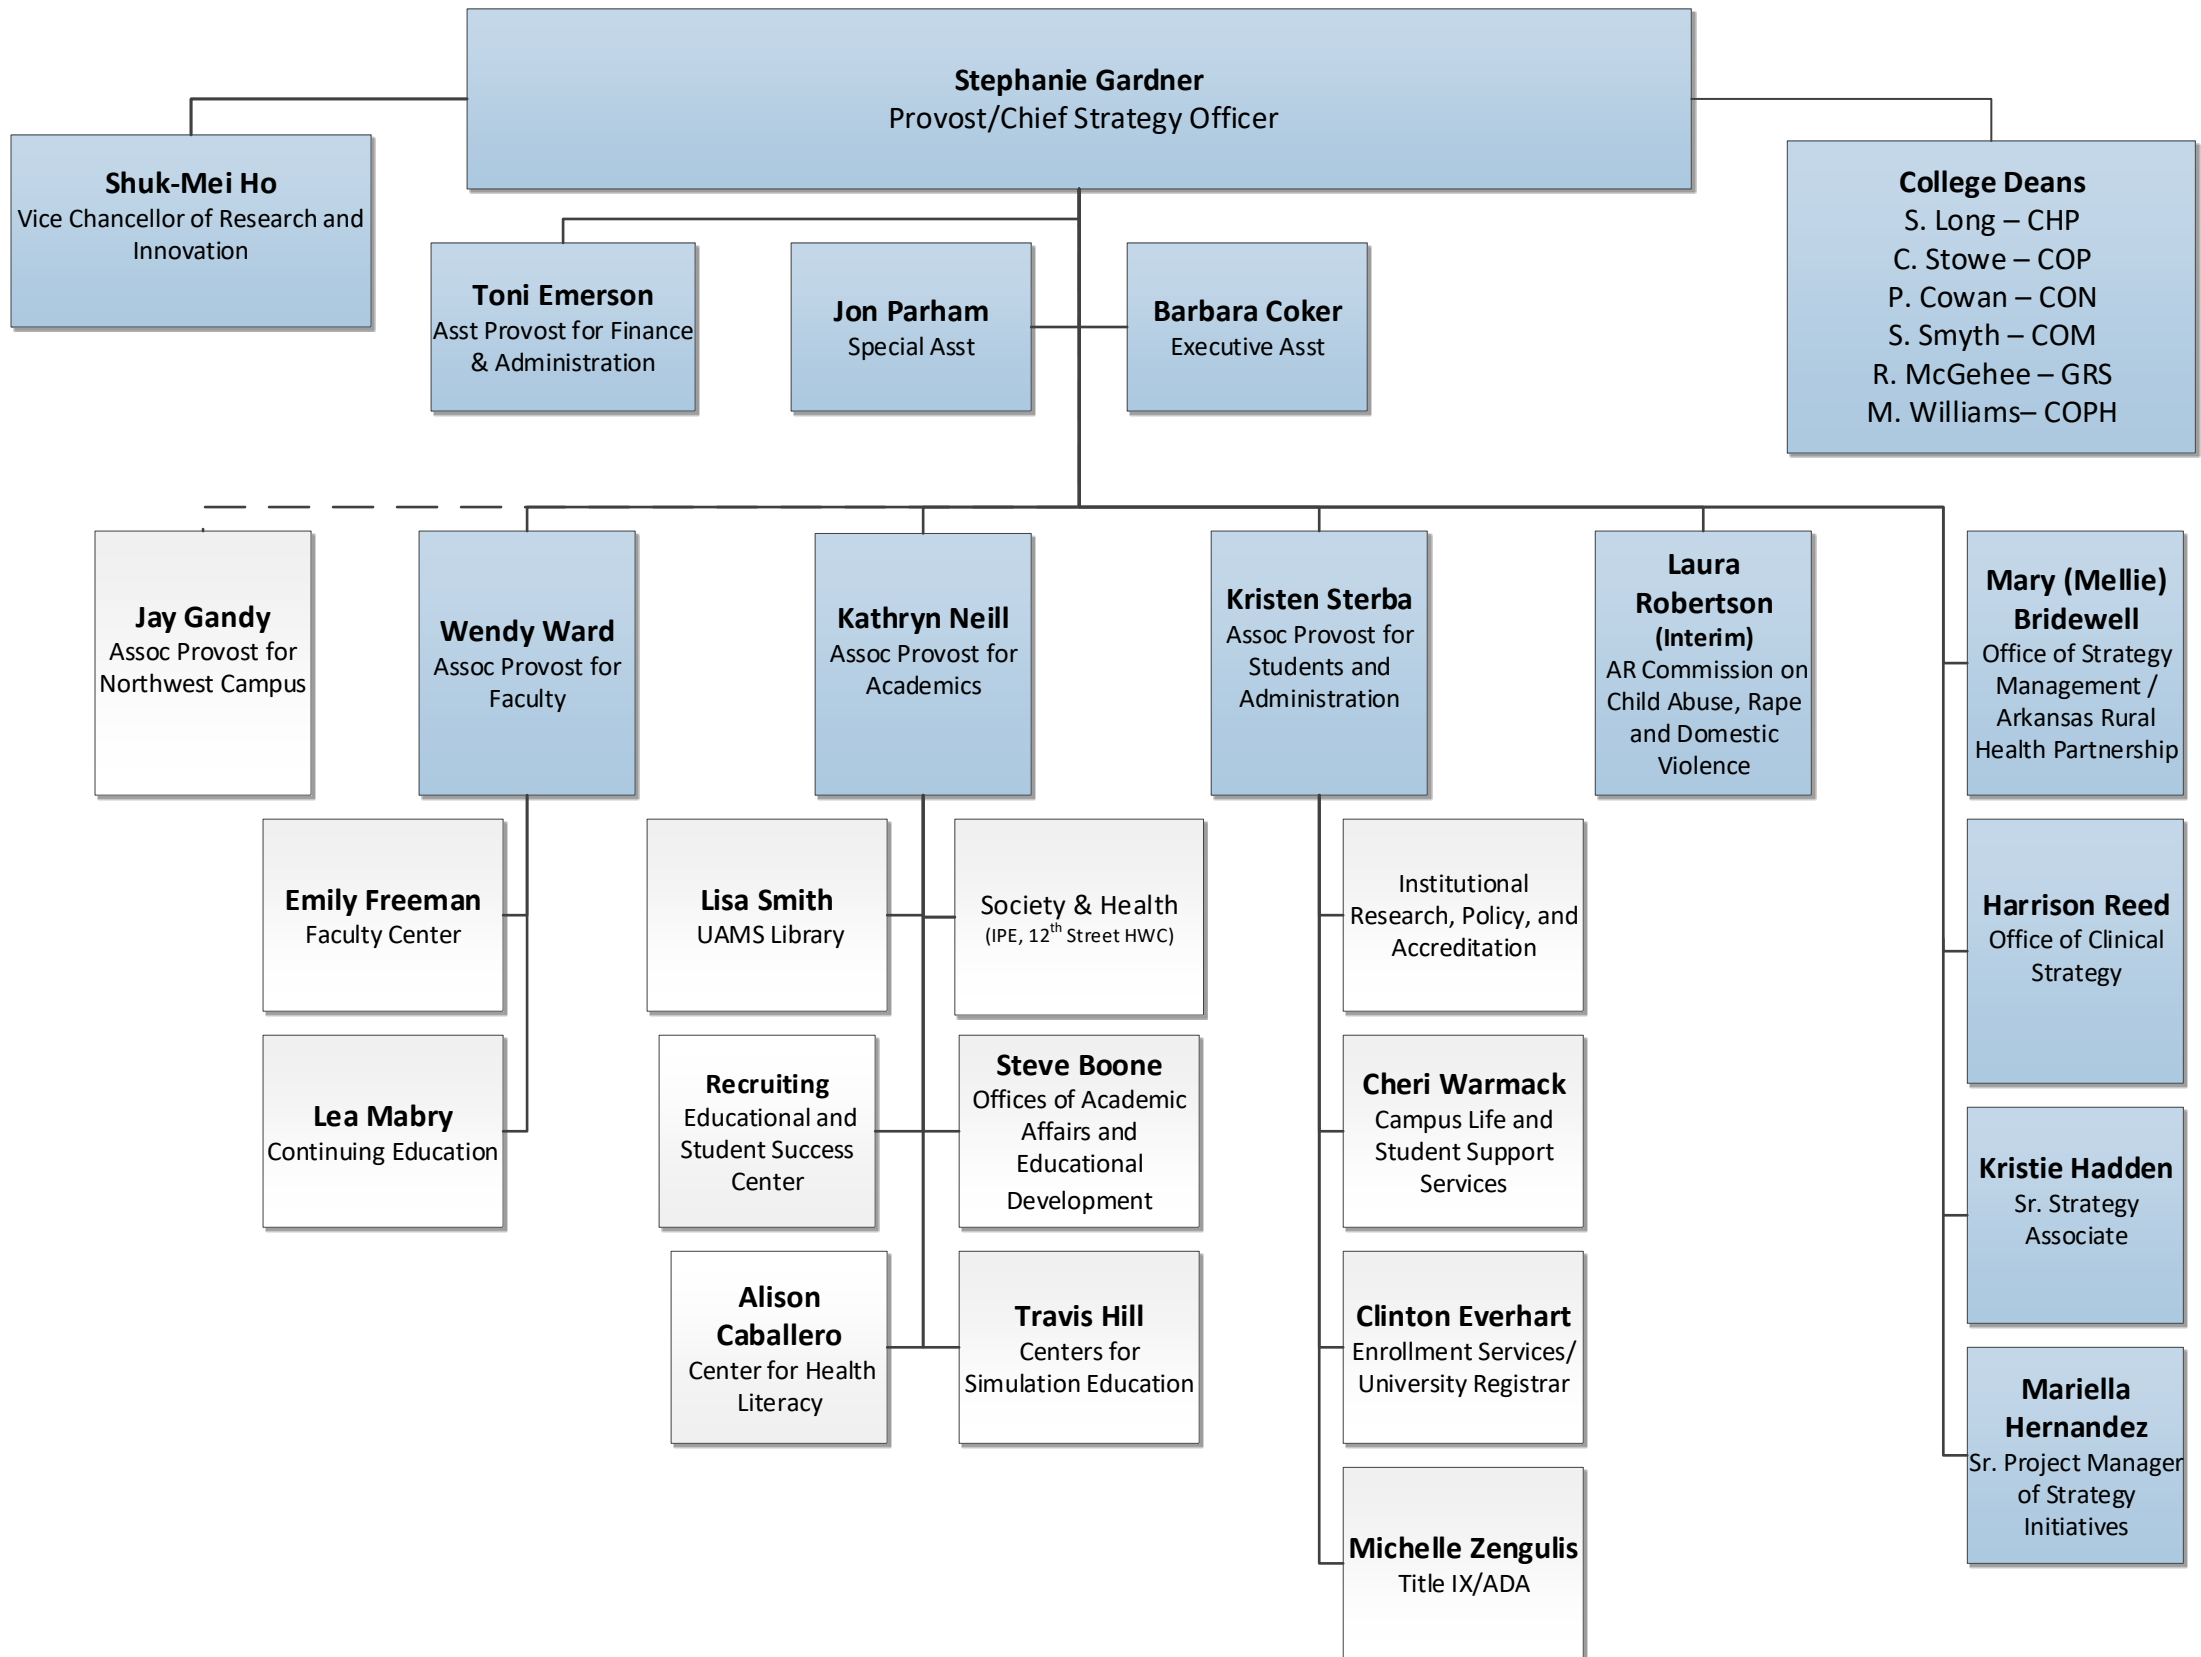 Stephanie Gardner
Provost/Chief Strategy Officer
Shuk-Mei Ho
Vice Chancellor of Research and
Innovation
College Deans
S. Long – CHP
C. Stowe – COP
P. Cowan – CON
S. Smyth – COM
R. McGehee – GRS
M. Williams– COPH
Toni Emerson
Asst Provost for Finance
& Administration
Jon Parham
Special Asst
Barbara Coker
Executive Asst
Jay Gandy
Assoc Provost for
Northwest Campus
Wendy Ward
Assoc Provost for
Faculty
Kathryn Neill
Assoc Provost for
Academics
Kristen Sterba
Assoc Provost for
Students and
Administration
Laura
Robertson
(Interim)
AR Commission on
Child Abuse, Rape
and Domestic
Violence
Mary (Mellie)
Bridewell
Office of Strategy
Management /
Arkansas Rural
Health Partnership
Emily Freeman
Faculty Center
Lisa Smith
UAMS Library
Society & Health
(IPE, 12th Street HWC)
Institutional
Research, Policy, and
Accreditation
Harrison Reed
Office of Clinical
Strategy
Lea Mabry
Continuing Education
Recruiting
Educational and
Student Success
Center
Steve Boone
Offices of Academic
Affairs and
Educational
Development
Cheri Warmack
Campus Life and
Student Support
Services
Kristie Hadden
Sr. Strategy
Associate
Alison
Caballero
Center for Health
Literacy
Travis Hill
Centers for
Simulation Education
Clinton Everhart
Enrollment Services/
University Registrar
Mariella
Hernandez
Sr. Project Manager
of Strategy
Initiatives
Michelle Zengulis
Title IX/ADA